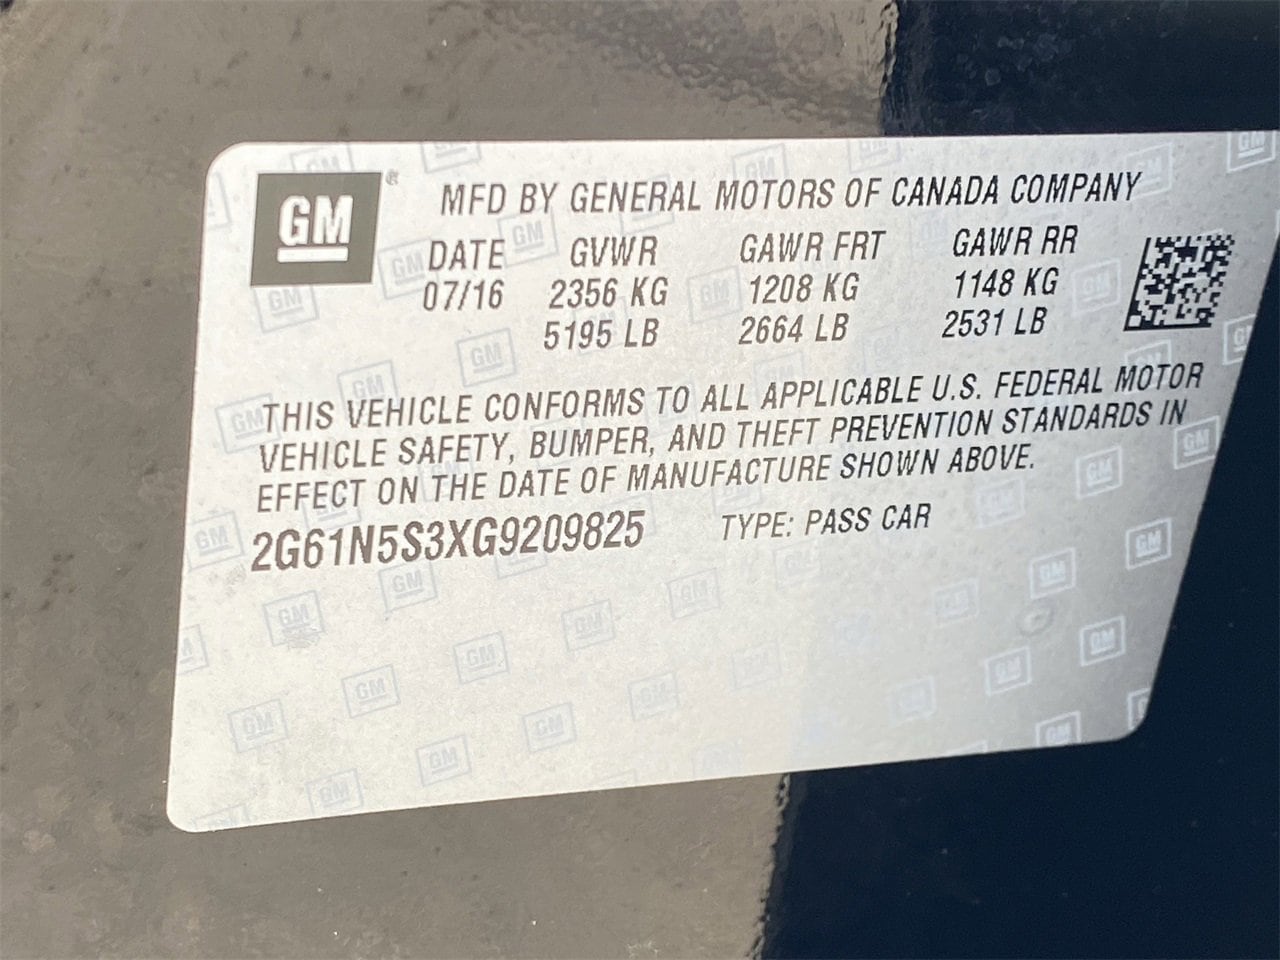 GM®
MFD BY GENERAL MOTORS OF CANADA COMPANY
DATE GVWR GAWR FRT GAWR RR
07/16 2356 KG 1208 KG 1148 KG
5195 LB 2664 LB 2531 LB
THIS VEHICLE CONFORMS TO ALL APPLICABLE U.S. FEDERAL MOTOR
VEHICLE SAFETY, BUMPER, AND THEFT PREVENTION STANDARDS IN
EFFECT ON THE DATE OF MANUFACTURE SHOWN ABOVE.
2G61N5S3XG9209825 TYPE: PASS CAR